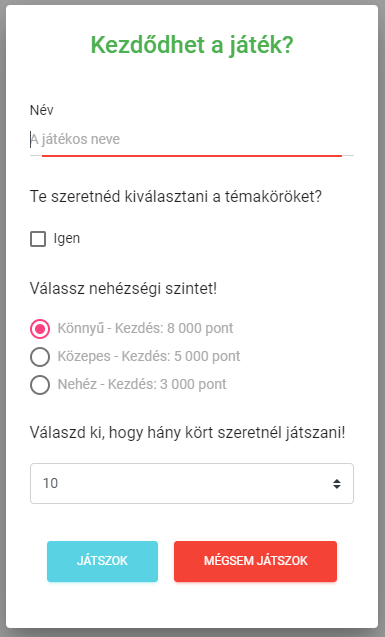 Kezdődhet a játék?
Név
A játékos neve
Te szeretnéd kiválasztani a témaköröket?
Igen
Válassz nehézségi szintet!
Könnyű - Kezdés: 8 000 pont
Közepes - Kezdés: 5 000 pont
Nehéz - Kezdés: 3 000 pont
Válaszd ki, hogy hány kört szeretnél játszani!
10
JÁTSZOK
MÉGSEM JÁTSZOK